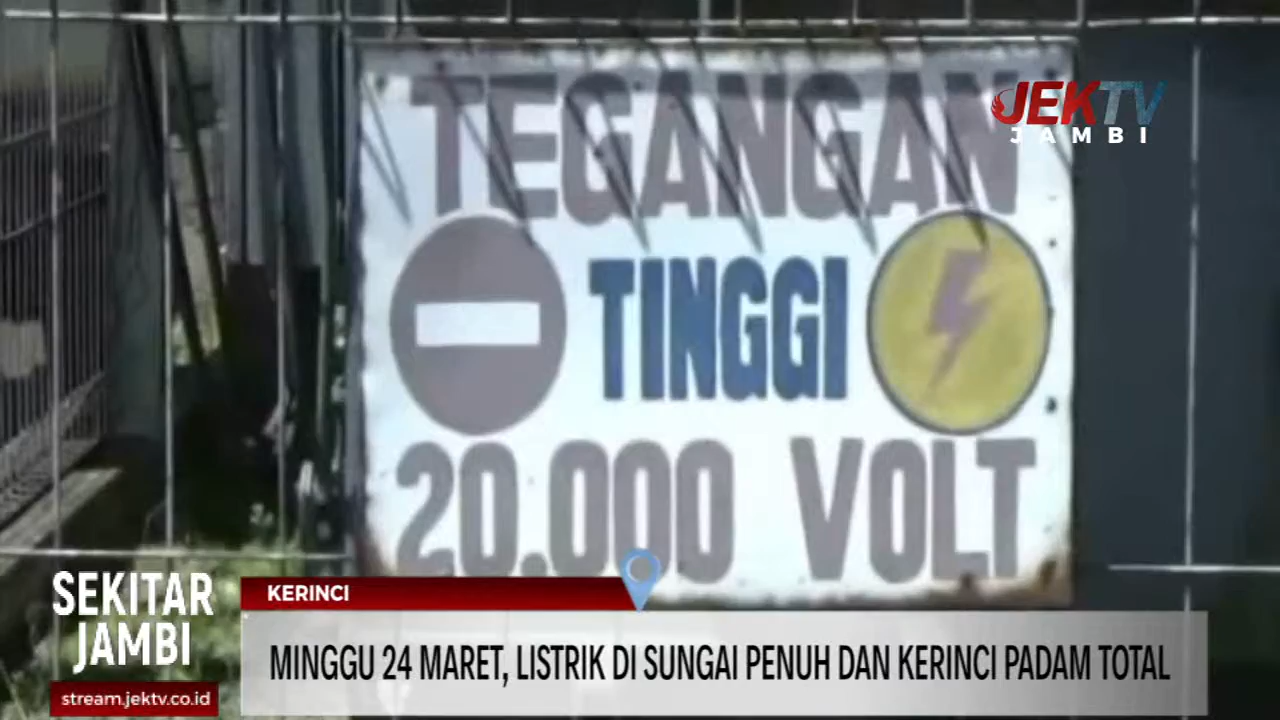 JEKTV
JAMBI
TEGANGAN
TINGGI
20.000 VOLT
SEKITAR
JAMBI
stream.jektv.co.id
KERINCI
MINGGU 24 MARET, LISTRIK DI SUNGAI PENUH DAN KERINCI PADAM TOTAL